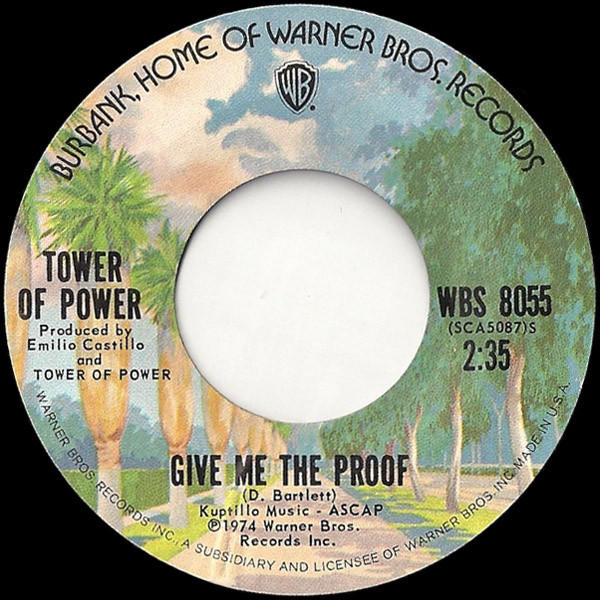 BURBANK, HOME OF WARNER BROS. RECORDS
WB
TOWER
OF POWER
Produced by
Emilio Castillo
and
TOWER OF POWER
WBS 8055
(SCA5087)S
2:35
GIVE ME THE PROOF
(D. Bartlett)
Kuptillo Music - ASCAP
℗1974 Warner Bros.
Records Inc.
WARNER BROS. RECORDS INC., A SUBSIDIARY AND LICENSEE OF WARNER BROS. INC. MADE IN U.S.A.